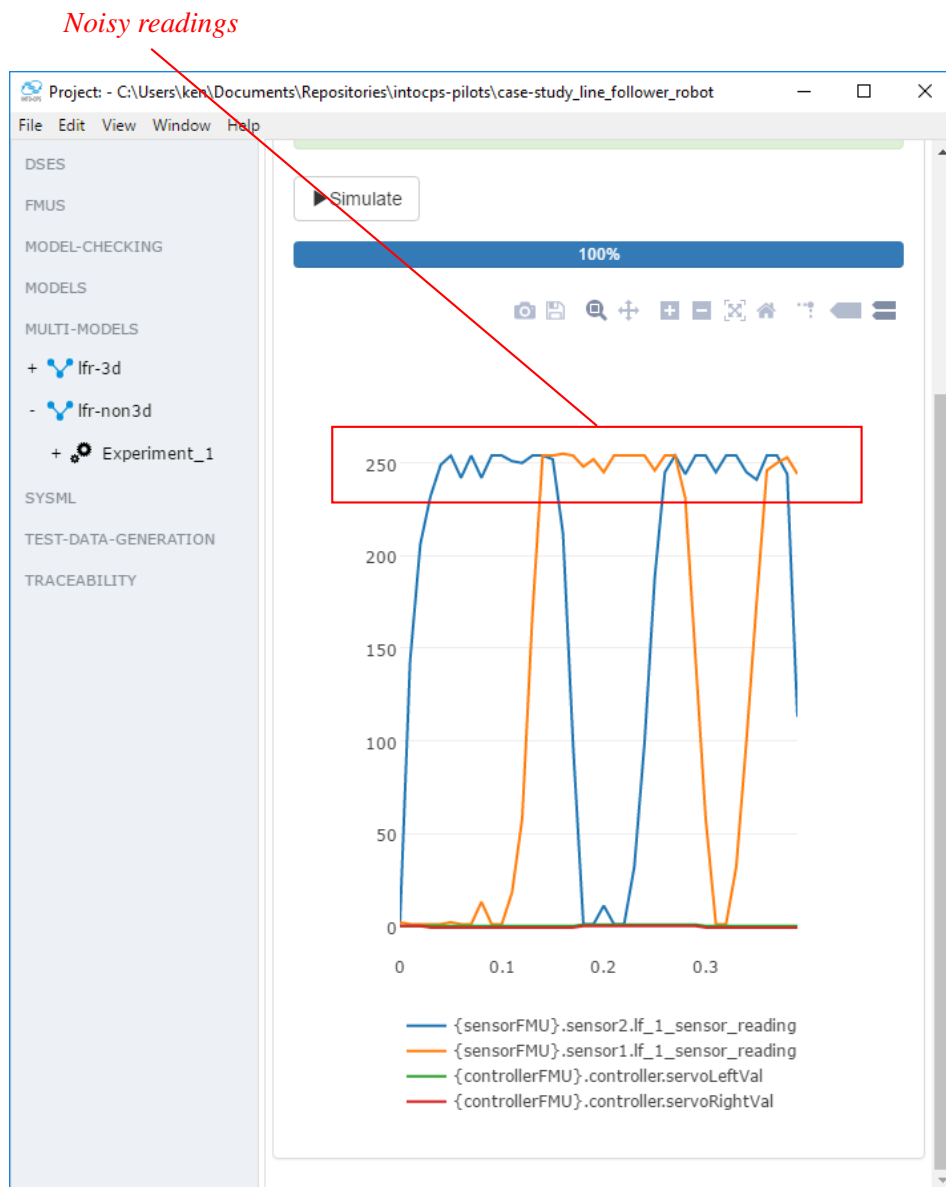 Noisy readings
INTO-CPS
Project: - C:\Users\ken\Documents\Repositories\intocps-pilots\case-study_line_follower_robot
File Edit View Window Help
DSES
FMUS
MODEL-CHECKING
MODELS
MULTI-MODELS
+ lfr-3d
- lfr-non3d
+ Experiment_1
SYSML
TEST-DATA-GENERATION
TRACEABILITY
Simulate
100%
250
200
150
100
50
0
0 0.1 0.2 0.3
{sensorFMU}.sensor2.lf_1_sensor_reading
{sensorFMU}.sensor1.lf_1_sensor_reading
{controllerFMU}.controller.servoLeftVal
{controllerFMU}.controller.servoRightVal